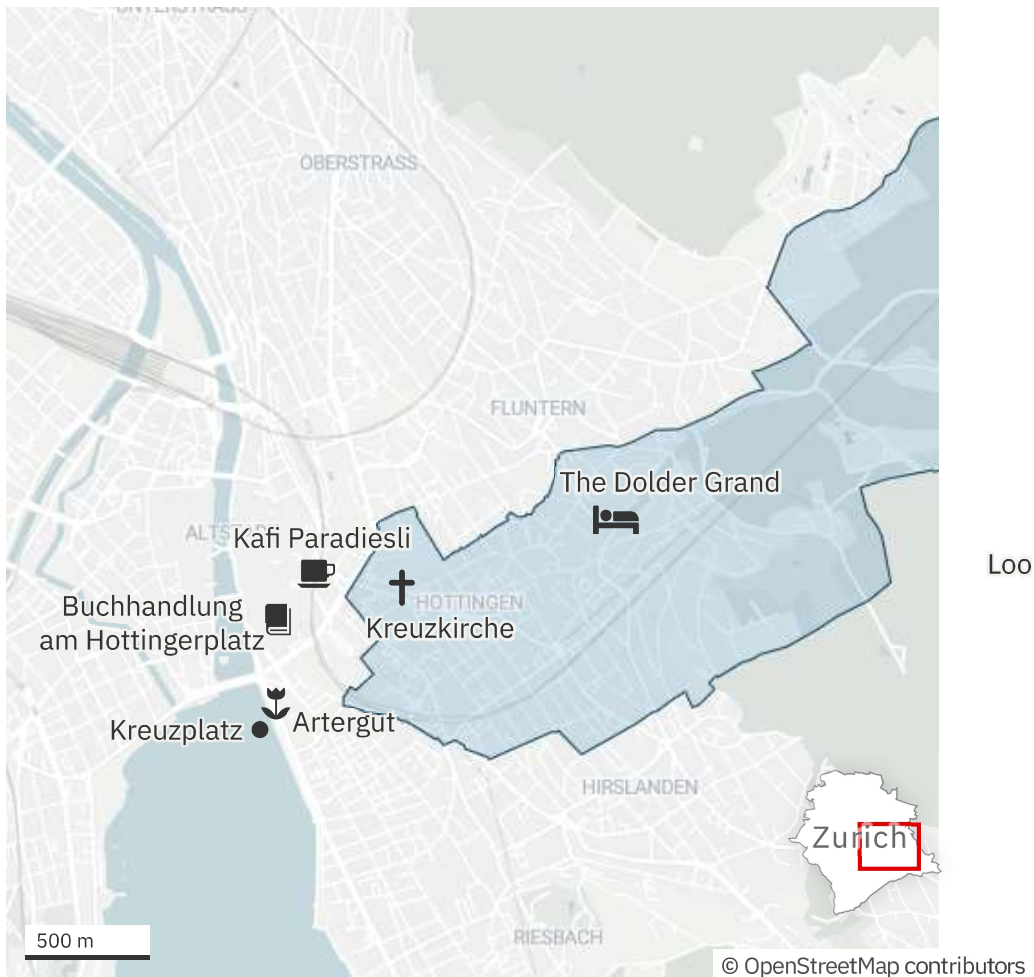 UNTERSTRASS
OBERSTRASS
FLUNTERN
The Dolder Grand
Kafi Paradiesli
Loo
HOTTINGEN
Buchhandlung
am Hottingerplatz
Kreuzkirche
Artergut
Kreuzplatz
HIRSLANDEN
Zurich
RIESBACH
500 m
© OpenStreetMap contributors